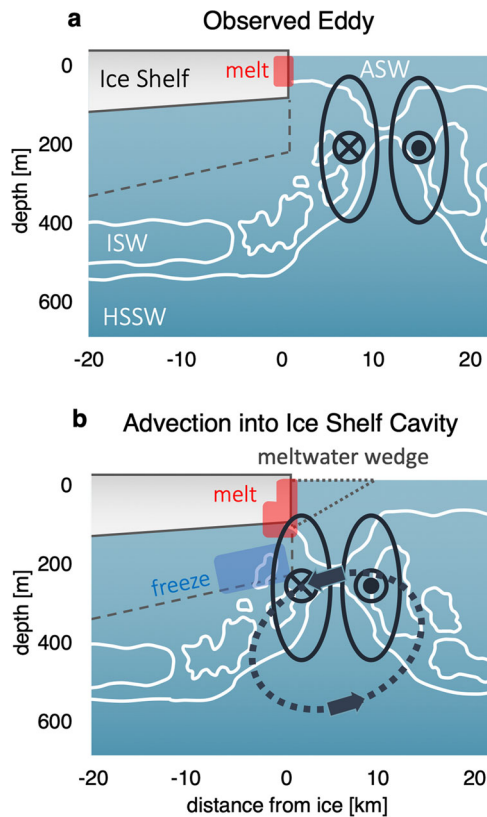 a Observed Eddy
0
200
400
600
depth [m]
Ice Shelf
melt
ASW
ISW
HSSW
-20 -10 0 10 20
b Advection into Ice Shelf Cavity
meltwater wedge
0
200
400
600
depth [m]
melt
freeze
-20 -10 0 10 20
distance from ice [km]